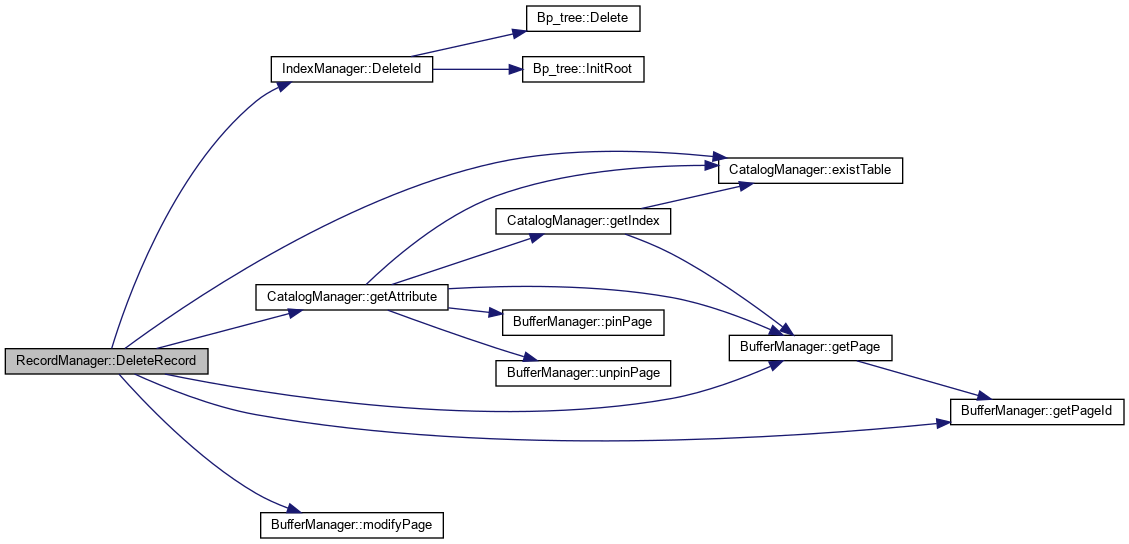 Bp_tree::Delete
IndexManager::DeleteId
Bp_tree::InitRoot
CatalogManager::existTable
CatalogManager::getIndex
CatalogManager::getAttribute
BufferManager::pinPage
BufferManager::getPage
RecordManager::DeleteRecord
BufferManager::unpinPage
BufferManager::getPageId
BufferManager::modifyPage